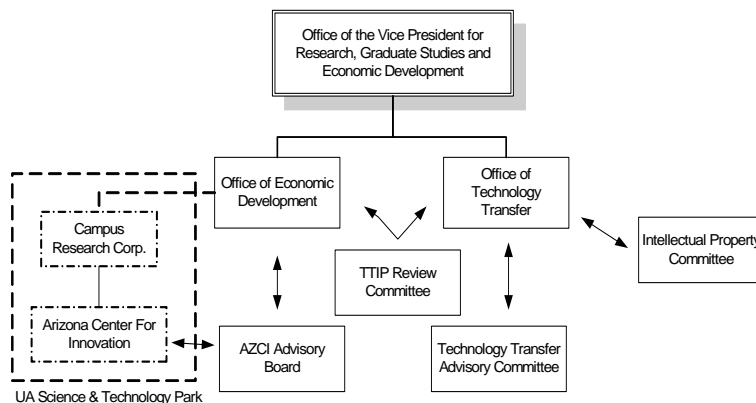 Office of the Vice President for
Research, Graduate Studies and
Economic Development
Office of Economic
Development
Office of
Technology
Transfer
Campus
Research Corp.
Intellectual Property
Committee
TTIP Review
Committee
Arizona Center For
Innovation
AZCI Advisory
Board
Technology Transfer
Advisory Committee
UA Science & Technology Park